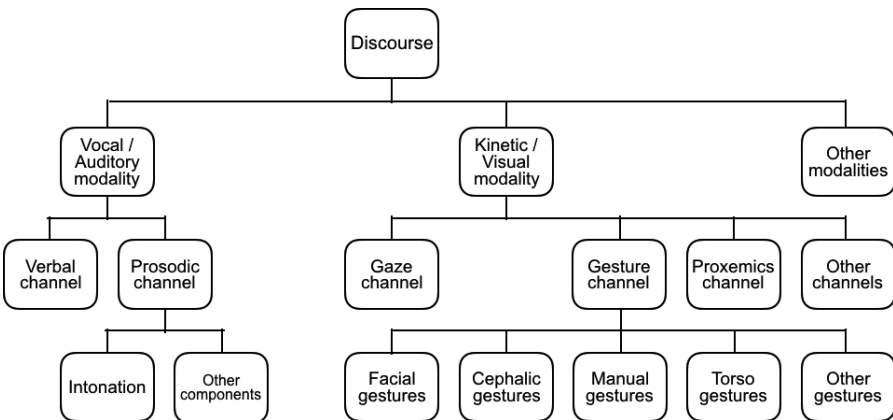 Discourse
Vocal /
Auditory
modality
Kinetic /
Visual
modality
Other
modalities
Verbal
channel
Prosodic
channel
Gaze
channel
Gesture
channel
Proxemics
channel
Other
channels
Intonation
Other
components
Facial
gestures
Cephalic
gestures
Manual
gestures
Torso
gestures
Other
gestures